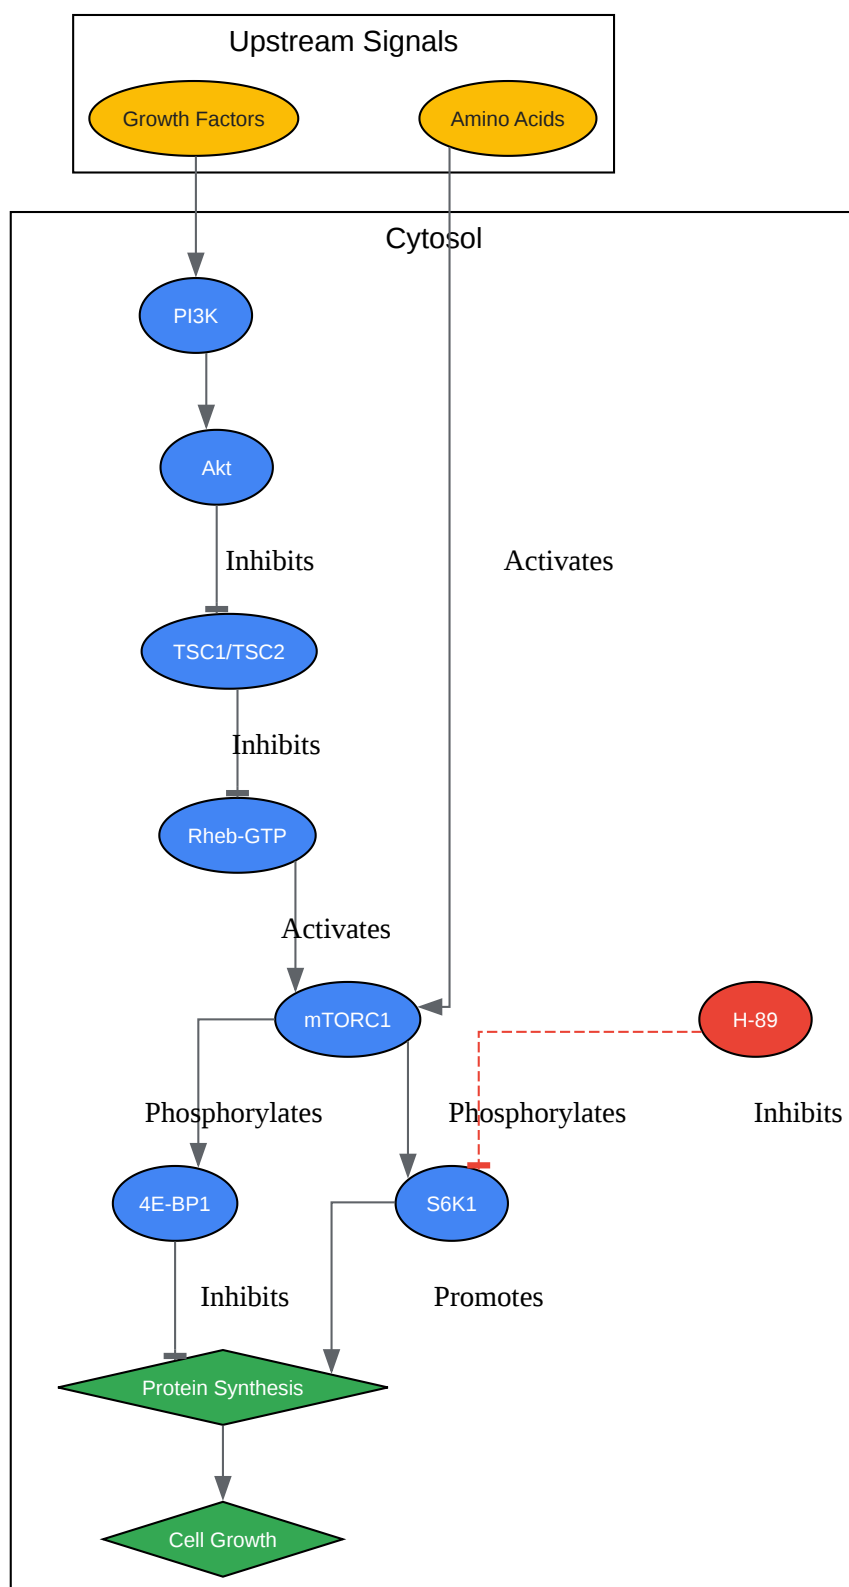 Upstream Signals
Growth Factors
Amino Acids
Cytosol
PI3K
Akt
Inhibits
Activates
TSC1/TSC2
Inhibits
Rheb-GTP
Activates
mTORC1
H-89
Phosphorylates
Phosphorylates
Inhibits
4E-BP1
S6K1
Inhibits
Promotes
Protein Synthesis
Cell Growth